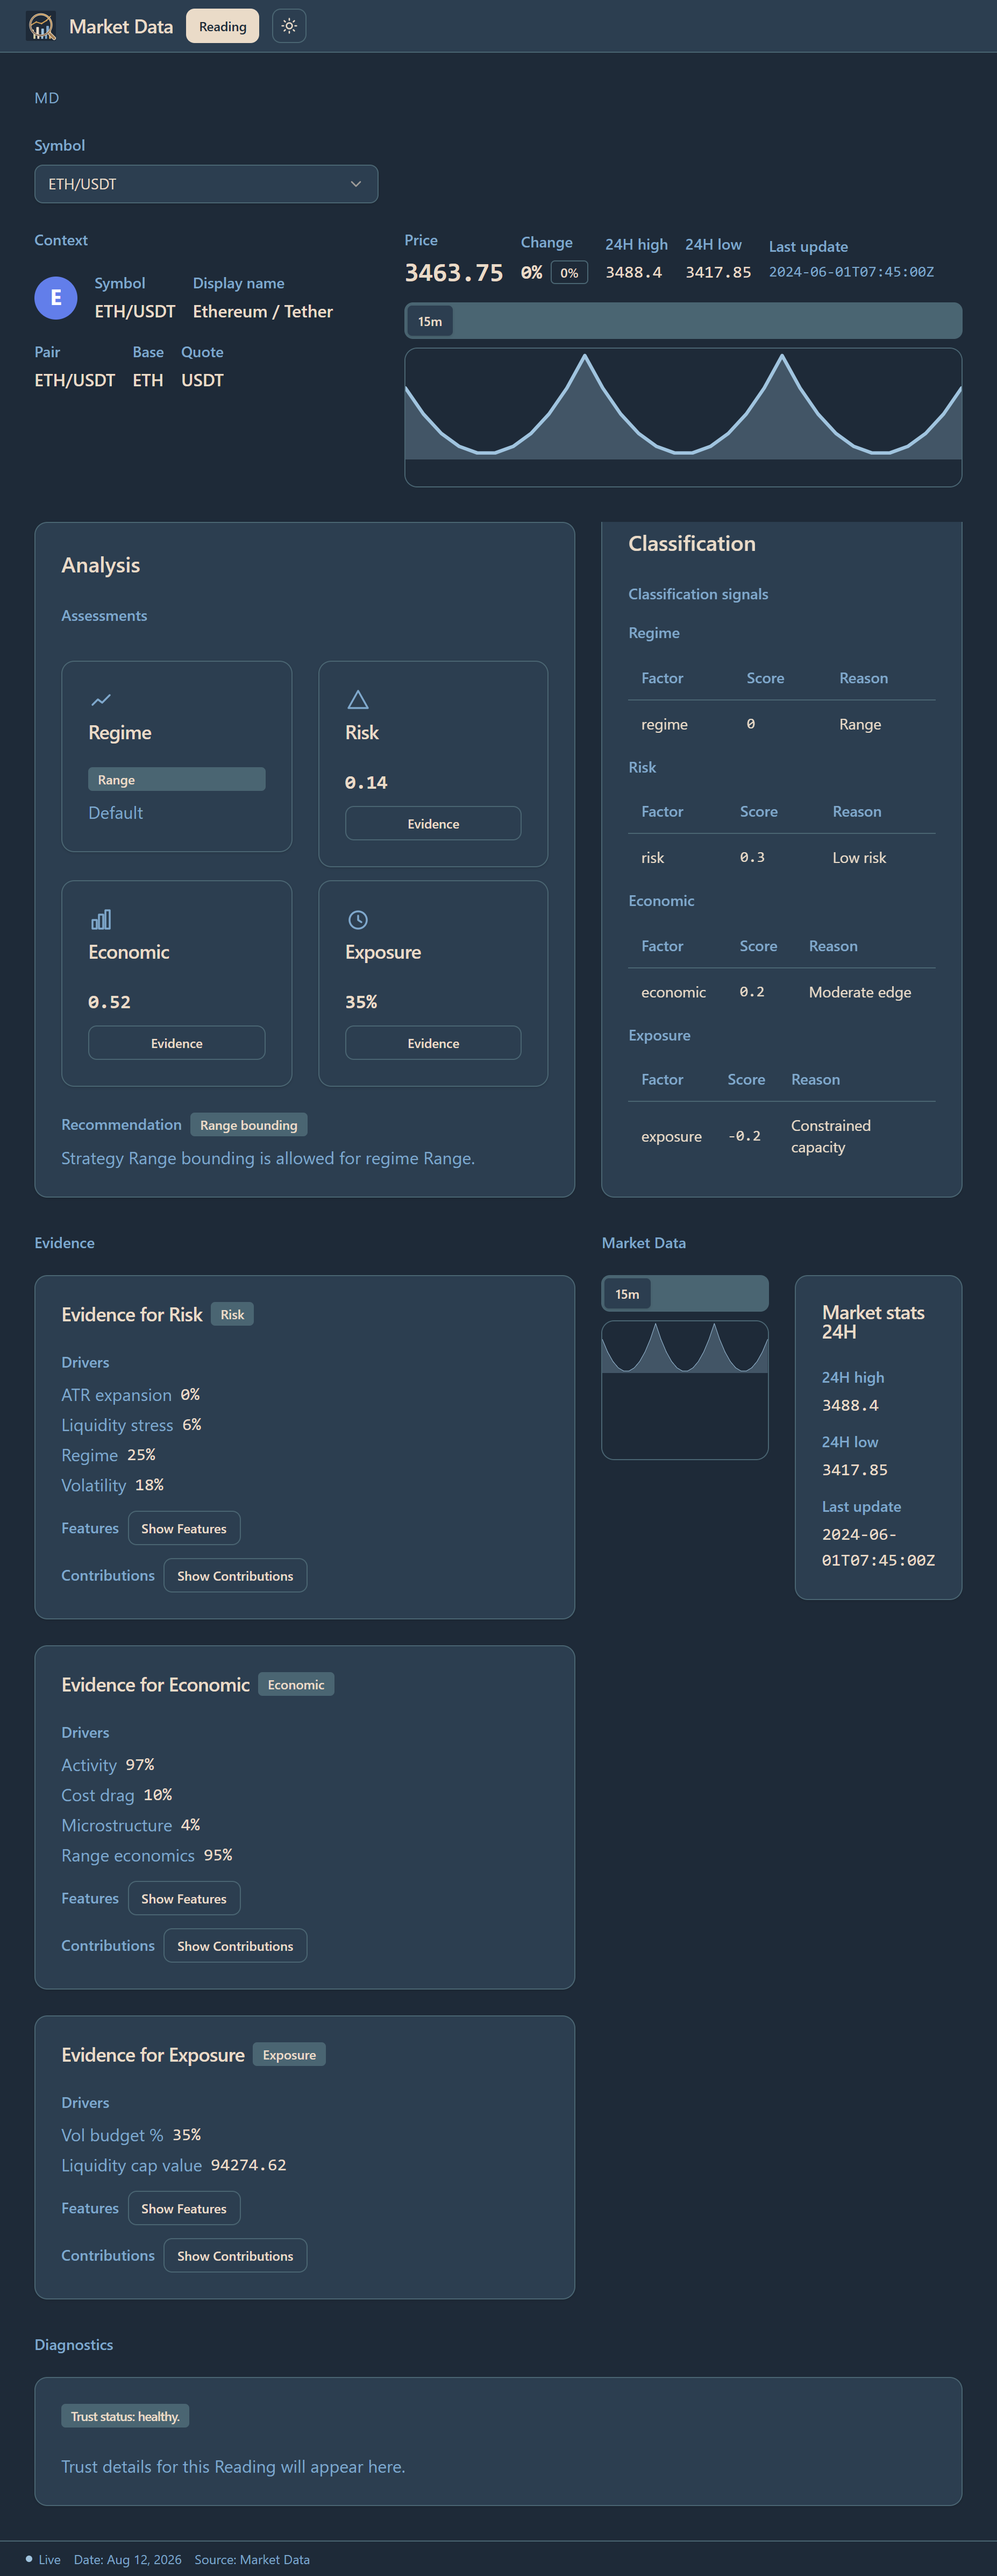 Market Data Reading
MD
Symbol
ETH/USDT
Context
Symbol Display name
E ETH/USDT Ethereum / Tether
Pair Base Quote
ETH/USDT ETH USDT
Price Change 24H high 24H low Last update
3463.75 0% 0% 3488.4 3417.85 2024-06-01T07:45:00Z
15m
Analysis
Assessments
Regime
Range
Default
Risk
0.14
Evidence
Economic
0.52
Evidence
Exposure
35%
Evidence
Recommendation Range bounding
Strategy Range bounding is allowed for regime Range.
Classification
Classification signals
Regime
Factor Score Reason
regime 0 Range
Risk
Factor Score Reason
risk 0.3 Low risk
Economic
Factor Score Reason
economic 0.2 Moderate edge
Exposure
Factor Score Reason
exposure -0.2 Constrained
capacity
Evidence
Evidence for Risk Risk
Drivers
ATR expansion 0%
Liquidity stress 6%
Regime 25%
Volatility 18%
Features Show Features
Contributions Show Contributions
Evidence for Economic Economic
Drivers
Activity 97%
Cost drag 10%
Microstructure 4%
Range economics 95%
Features Show Features
Contributions Show Contributions
Evidence for Exposure Exposure
Drivers
Vol budget % 35%
Liquidity cap value 94274.62
Features Show Features
Contributions Show Contributions
Market Data
15m
Market stats
24H
24H high
3488.4
24H low
3417.85
Last update
2024-06-
01T07:45:00Z
Diagnostics
Trust status: healthy.
Trust details for this Reading will appear here.
Live Date: Aug 12, 2026 Source: Market Data